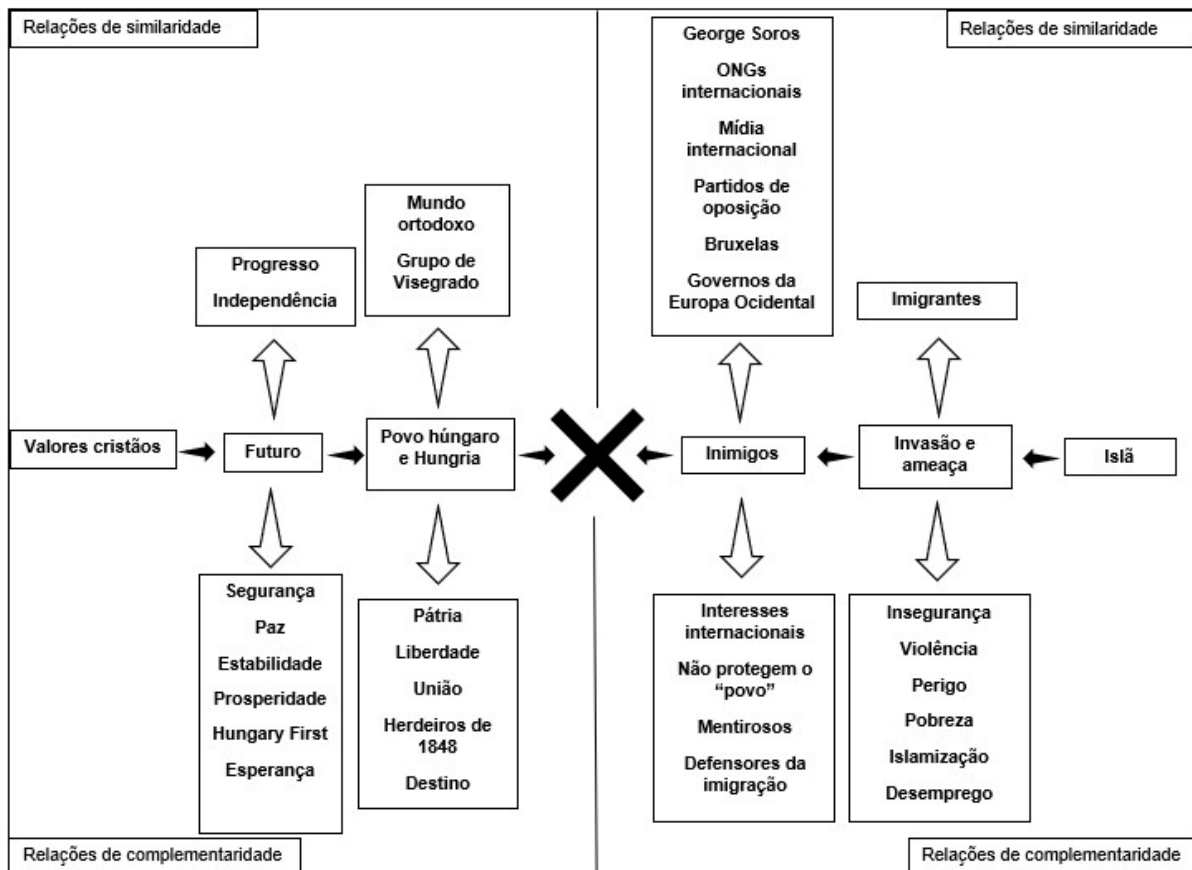 Relações de similaridade
Relações de similaridade
George Soros
ONGs
internacionais
Mídia
internacional
Partidos de
oposição
Bruxelas
Governos da
Europa Ocidental
Mundo
ortodoxo
Grupo de
Visegrado
Progresso
Independência
Imigrantes
Valores cristãos
Futuro
Povo húngaro
e Hungria
Inimigos
Invasão e
ameaça
Islã
Segurança
Paz
Estabilidade
Prosperidade
Hungary First
Esperança
Pátria
Liberdade
União
Herdeiros de
1848
Destino
Interesses
internacionais
Não protegem o
“povo”
Mentirosos
Defensores da
imigração
Insegurança
Violência
Perigo
Pobreza
Islamização
Desemprego
Relações de complementaridade
Relações de complementaridade